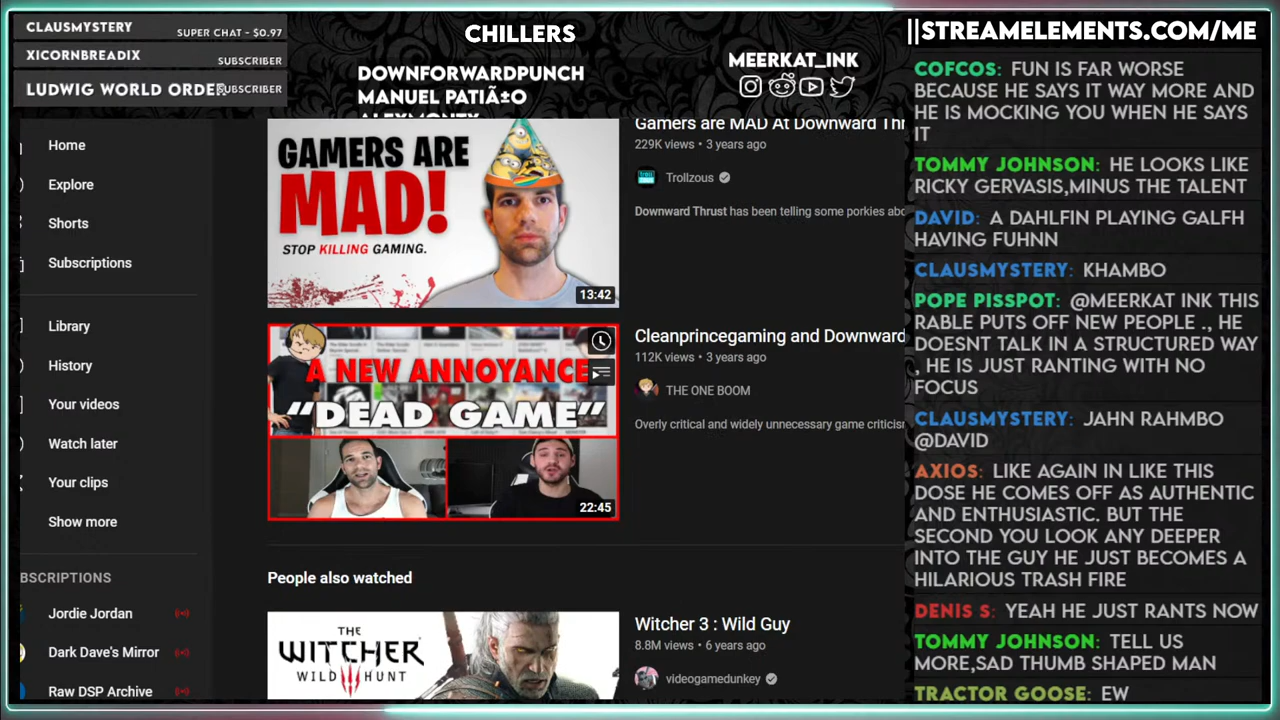 CLAUSMYSTERY
SUPER CHAT - $0.97
XICORNBREADIX
SUBSCRIBER
LUDWIG WORLD ORDER
SUBSCRIBER
CHILLERS
DOWNFORWARDPUNCH
MANUEL PATIÃ±O
ALEXMONTY
MEERKAT_INK
||STREAMELEMENTS.COM/ME
Home
Explore
Shorts
Subscriptions
Library
History
Your videos
Watch later
Your clips
Show more
BSCRIPTIONS
Jordie Jordan
Dark Dave's Mirror
Raw DSP Archive
GAMERS ARE
MAD!
STOP KILLING GAMING.
13:42
Gamers are MAD At Downward Thr
229K views • 3 years ago
Trollzous
Downward Thrust has been telling some porkies abo
A NEW ANNOYANCE
"DEAD GAME"
22:45
Cleanprincegaming and Downward
112K views • 3 years ago
THE ONE BOOM
Overly critical and widely unnecessary game criticism
People also watched
THE
WITCHER
WILD HUNT
Witcher 3 : Wild Guy
8.8M views • 6 years ago
videogamedunkey
COFCOS: FUN IS FAR WORSE
BECAUSE HE SAYS IT WAY MORE AND
HE IS MOCKING YOU WHEN HE SAYS
IT
TOMMY JOHNSON: HE LOOKS LIKE
RICKY GERVASIS,MINUS THE TALENT
DAVID: A DAHLFIN PLAYING GALFH
HAVING FUHNN
CLAUSMYSTERY: KHAMBO
POPE PISSPOT: @MEERKAT INK THIS
RABLE PUTS OFF NEW PEOPLE ., HE
DOESNT TALK IN A STRUCTURED WAY
, HE IS JUST RANTING WITH NO
FOCUS
CLAUSMYSTERY: JAHN RAHMBO
@DAVID
AXIOS: LIKE AGAIN IN LIKE THIS
DOSE HE COMES OFF AS AUTHENTIC
AND ENTHUSIASTIC. BUT THE
SECOND YOU LOOK ANY DEEPER
INTO THE GUY HE JUST BECOMES A
HILARIOUS TRASH FIRE
DENIS S: YEAH HE JUST RANTS NOW
TOMMY JOHNSON: TELL US
MORE,SAD THUMB SHAPED MAN
TRACTOR GOOSE: EW